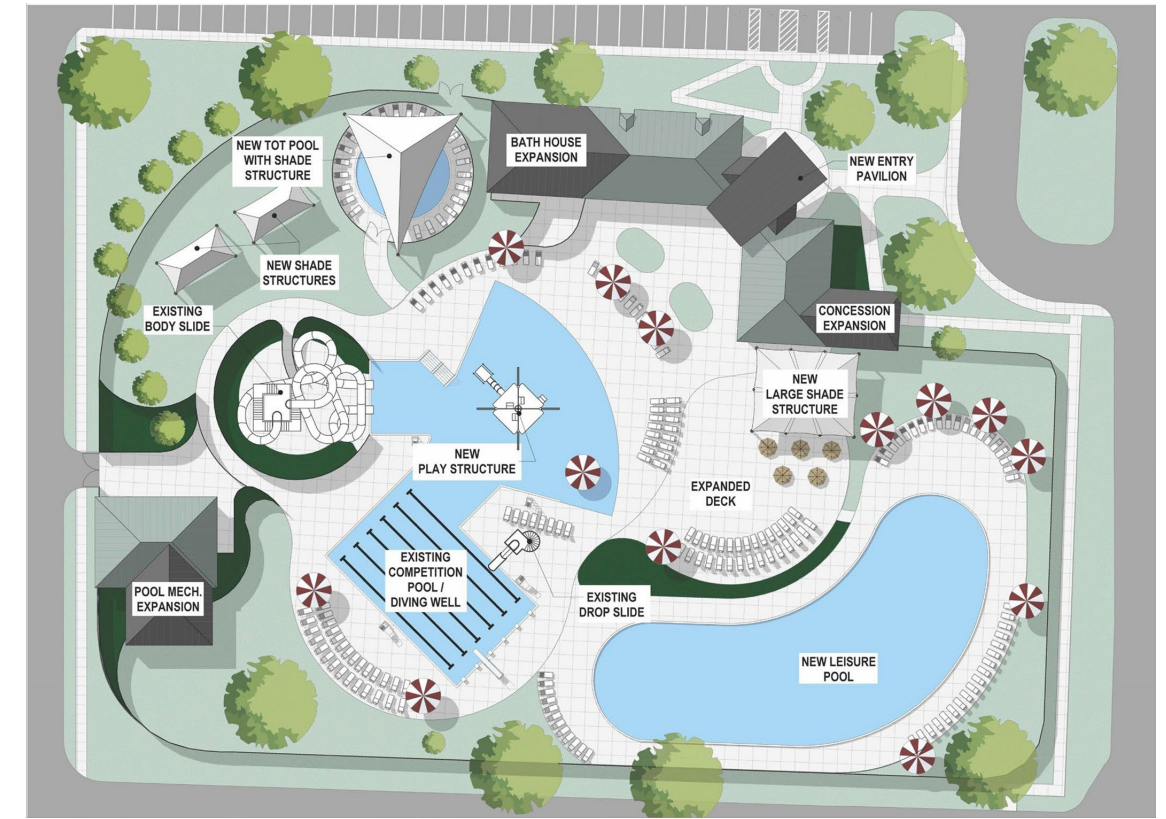 NEW TOT POOL
WITH SHADE
STRUCTURE
BATH HOUSE
EXPANSION
NEW ENTRY
PAVILION
NEW SHADE
STRUCTURES
EXISTING
BODY SLIDE
CONCESSION
EXPANSION
NEW
LARGE SHADE
STRUCTURE
NEW
PLAY STRUCTURE
EXPANDED
DECK
EXISTING
COMPETITION
POOL /
DIVING WELL
POOL MECH.
EXPANSION
EXISTING
DROP SLIDE
NEW LEISURE
POOL